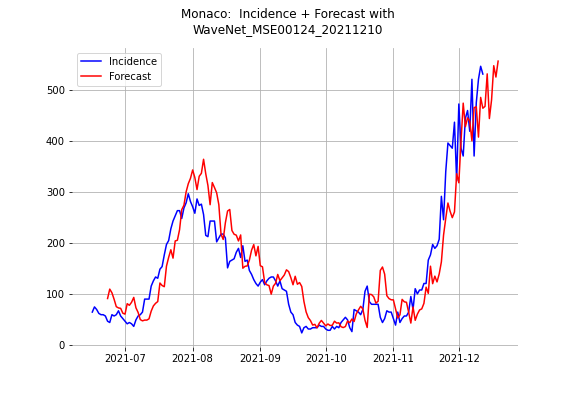 Monaco:  Incidence + Forecast with
WaveNet_MSE00124_20211210
Incidence
Forecast
500
400
300
200
100
0
2021-07 2021-08 2021-09 2021-10 2021-11 2021-12